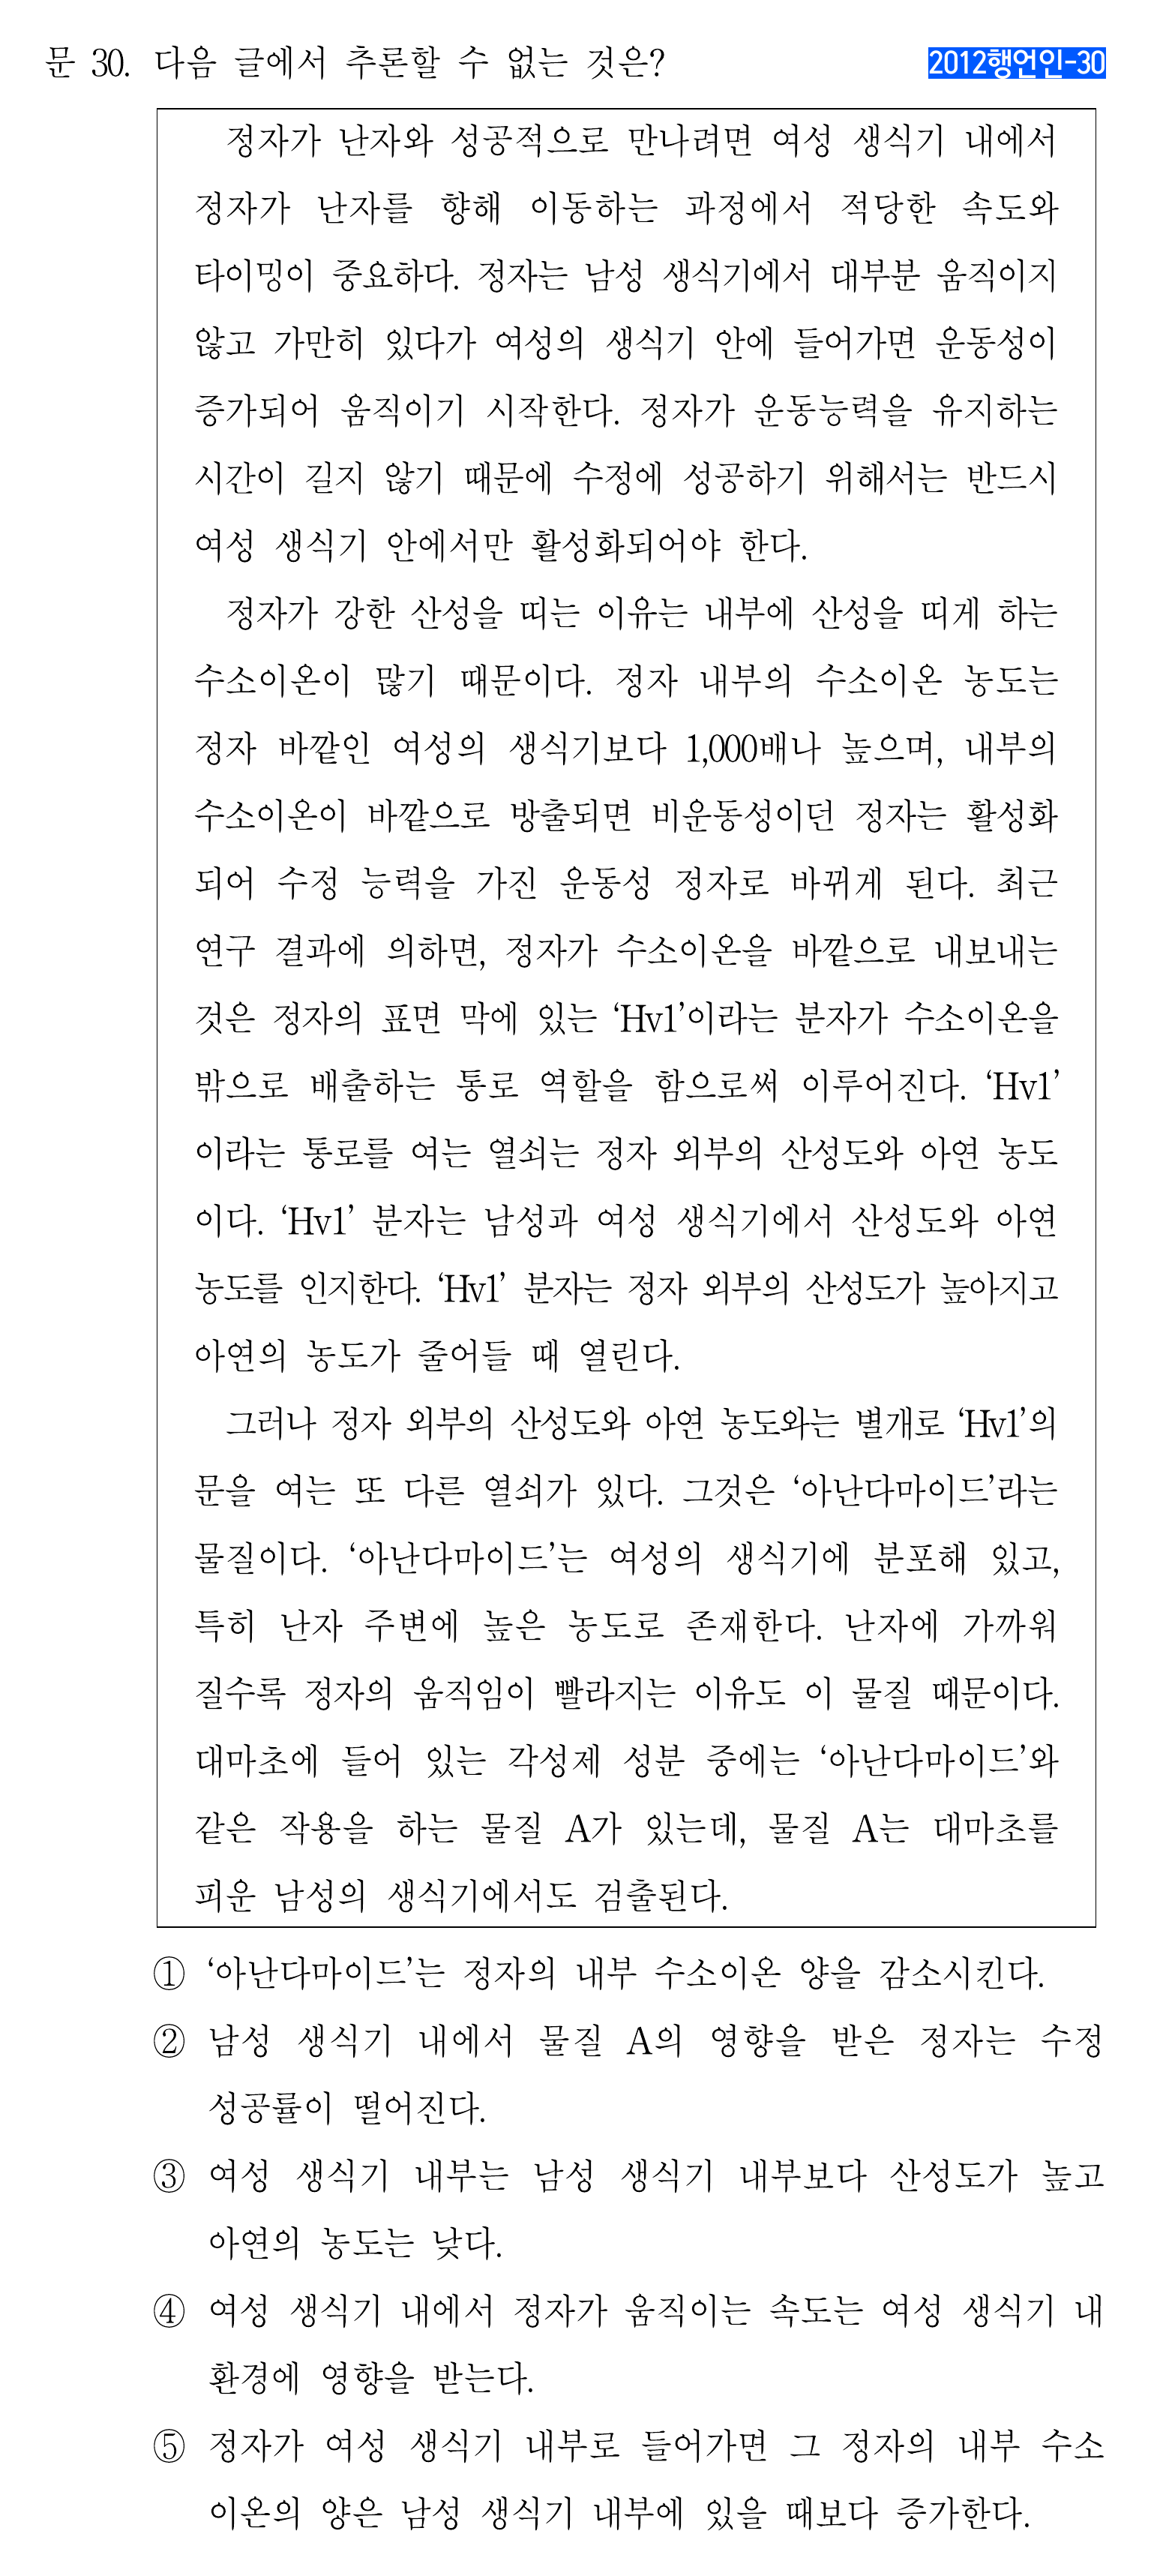 문 30. 다음 글에서 추론할 수 없는 것은?
2012행언인-30
정자가 난자와 성공적으로 만나려면 여성 생식기 내에서
정자가 난자를 향해 이동하는 과정에서 적당한 속도와
타이밍이 중요하다. 정자는 남성 생식기에서 대부분 움직이지
않고 가만히 있다가 여성의 생식기 안에 들어가면 운동성이
증가되어 움직이기 시작한다. 정자가 운동능력을 유지하는
시간이 길지 않기 때문에 수정에 성공하기 위해서는 반드시
여성 생식기 안에서만 활성화되어야 한다.
정자가 강한 산성을 띠는 이유는 내부에 산성을 띠게 하는
수소이온이 많기 때문이다. 정자 내부의 수소이온 농도는
정자 바깥인 여성의 생식기보다 1,000배나 높으며, 내부의
수소이온이 바깥으로 방출되면 비운동성이던 정자는 활성화
되어 수정 능력을 가진 운동성 정자로 바뀌게 된다. 최근
연구 결과에 의하면, 정자가 수소이온을 바깥으로 내보내는
것은 정자의 표면 막에 있는 ‘Hv1’이라는 분자가 수소이온을
밖으로 배출하는 통로 역할을 함으로써 이루어진다. ‘Hv1’
이라는 통로를 여는 열쇠는 정자 외부의 산성도와 아연 농도
이다. ‘Hv1’ 분자는 남성과 여성 생식기에서 산성도와 아연
농도를 인지한다. ‘Hv1’ 분자는 정자 외부의 산성도가 높아지고
아연의 농도가 줄어들 때 열린다.
그러나 정자 외부의 산성도와 아연 농도와는 별개로 ‘Hv1’의
문을 여는 또 다른 열쇠가 있다. 그것은 ‘아난다마이드’라는
물질이다. ‘아난다마이드’는 여성의 생식기에 분포해 있고,
특히 난자 주변에 높은 농도로 존재한다. 난자에 가까워
질수록 정자의 움직임이 빨라지는 이유도 이 물질 때문이다.
대마초에 들어 있는 각성제 성분 중에는 ‘아난다마이드’와
같은 작용을 하는 물질 A가 있는데, 물질 A는 대마초를
피운 남성의 생식기에서도 검출된다.
① ‘아난다마이드’는 정자의 내부 수소이온 양을 감소시킨다.
② 남성 생식기 내에서 물질 A의 영향을 받은 정자는 수정
성공률이 떨어진다.
③ 여성 생식기 내부는 남성 생식기 내부보다 산성도가 높고
아연의 농도는 낮다.
④ 여성 생식기 내에서 정자가 움직이는 속도는 여성 생식기 내
환경에 영향을 받는다.
⑤ 정자가 여성 생식기 내부로 들어가면 그 정자의 내부 수소
이온의 양은 남성 생식기 내부에 있을 때보다 증가한다.